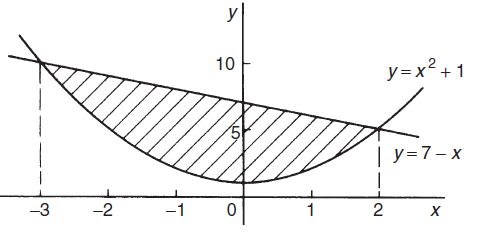 y
10
y = x² + 1
5
y = 7 – x
–3 –2 –1 0 1 2 x